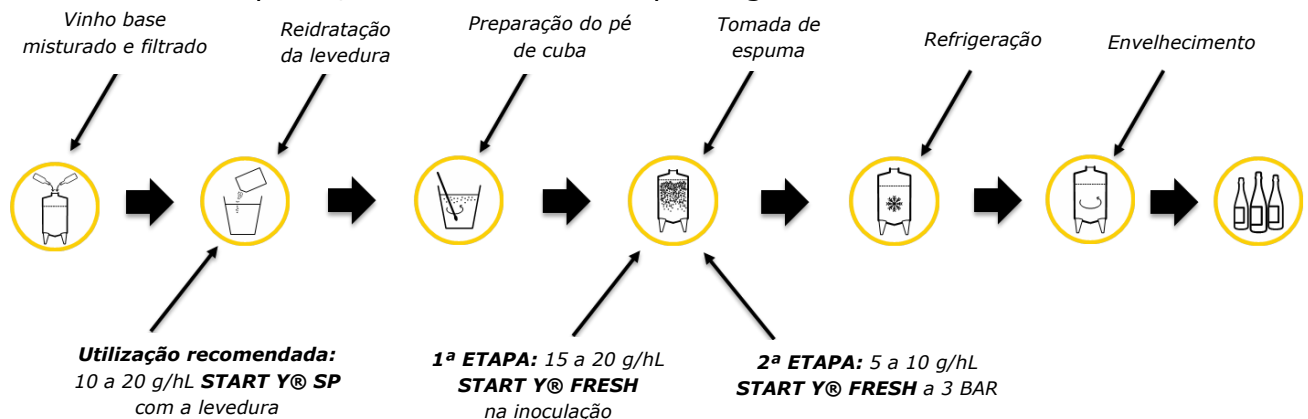 Vinho base
misturado e filtrado
Reidratação
da levedura
Preparação do pé
de cuba
Tomada de
espuma
Refrigeração
Envelhecimento
Utilização recomendada:
10 a 20 g/hL START Y® SP
com a levedura
1ª ETAPA: 15 a 20 g/hL
START Y® FRESH
na inoculação
2ª ETAPA: 5 a 10 g/hL
START Y® FRESH a 3 BAR